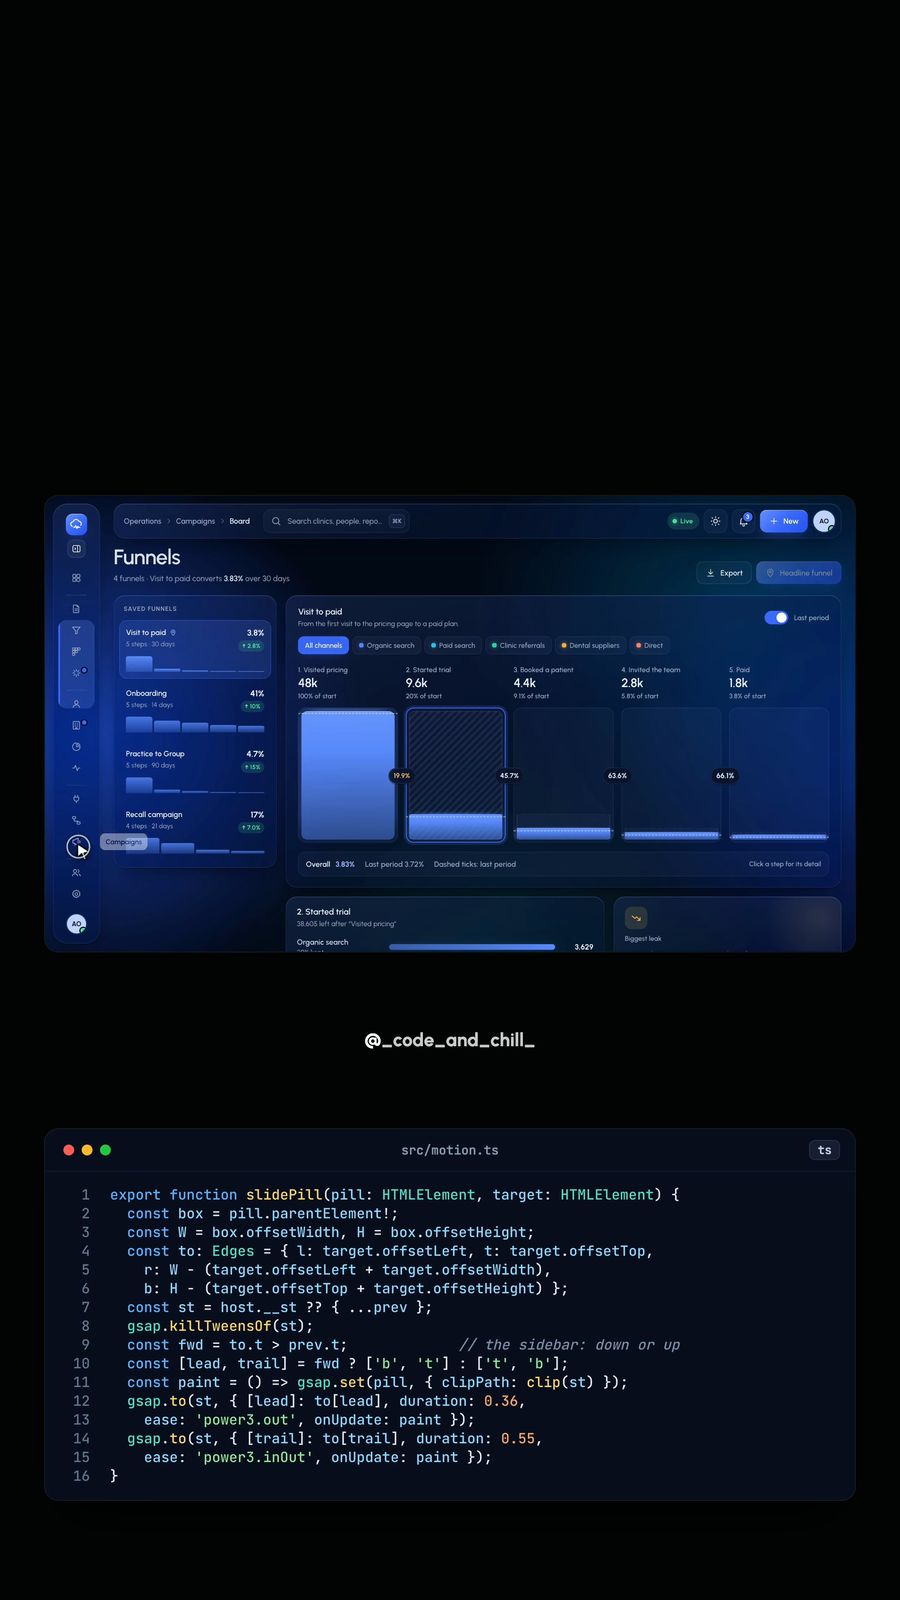 Operations > Campaigns > Board
Search clinics, people, repo..
⌘K
Live
3
+ New
AO
Funnels
4 funnels · Visit to paid converts 3.83% over 30 days
Export
Headline funnel
SAVED FUNNELS
Visit to paid 3.8%
5 steps · 30 days ↑ 2.8%
Onboarding 41%
5 steps · 14 days ↑ 10%
Practice to Group 4.7%
5 steps · 90 days ↑ 15%
Recall campaign 17%
4 steps · 21 days ↑ 7.0%
Campaigns
AO
Visit to paid
From the first visit to the pricing page to a paid plan
Last period
All channels
Organic search
Paid search
Clinic referrals
Dental suppliers
Direct
1. Visited pricing
48k
100% of start
2. Started trial
9.6k
20% of start
3. Booked a patient
4.4k
9.1% of start
4. Invited the team
2.8k
5.8% of start
5. Paid
1.8k
3.8% of start
19.9%
45.7%
63.6%
66.1%
Overall 3.83% Last period 3.72% Dashed ticks: last period
Click a step for its detail
2. Started trial
38,605 left after "Visited pricing"
Organic search 3,629
Biggest leak
@_code_and_chill_
src/motion.ts
ts
1 export function slidePill(pill: HTMLElement, target: HTMLElement) {
2 const box = pill.parentElement!;
3 const W = box.offsetWidth, H = box.offsetHeight;
4 const to: Edges = { l: target.offsetLeft, t: target.offsetTop,
5 r: W - (target.offsetLeft + target.offsetWidth),
6 b: H - (target.offsetTop + target.offsetHeight) };
7 const st = host.__st ?? { ...prev };
8 gsap.killTweensOf(st);
9 const fwd = to.t > prev.t; // the sidebar: down or up
10 const [lead, trail] = fwd ? ['b', 't'] : ['t', 'b'];
11 const paint = () => gsap.set(pill, { clipPath: clip(st) });
12 gsap.to(st, { [lead]: to[lead], duration: 0.36,
13 ease: 'power3.out', onUpdate: paint });
14 gsap.to(st, { [trail]: to[trail], duration: 0.55,
15 ease: 'power3.inOut', onUpdate: paint });
16 }